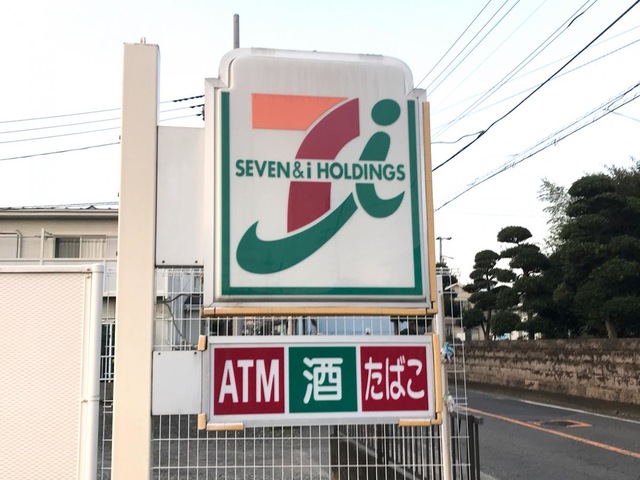 SEVEN & i HOLDINGS
ATM 酒 たばこ